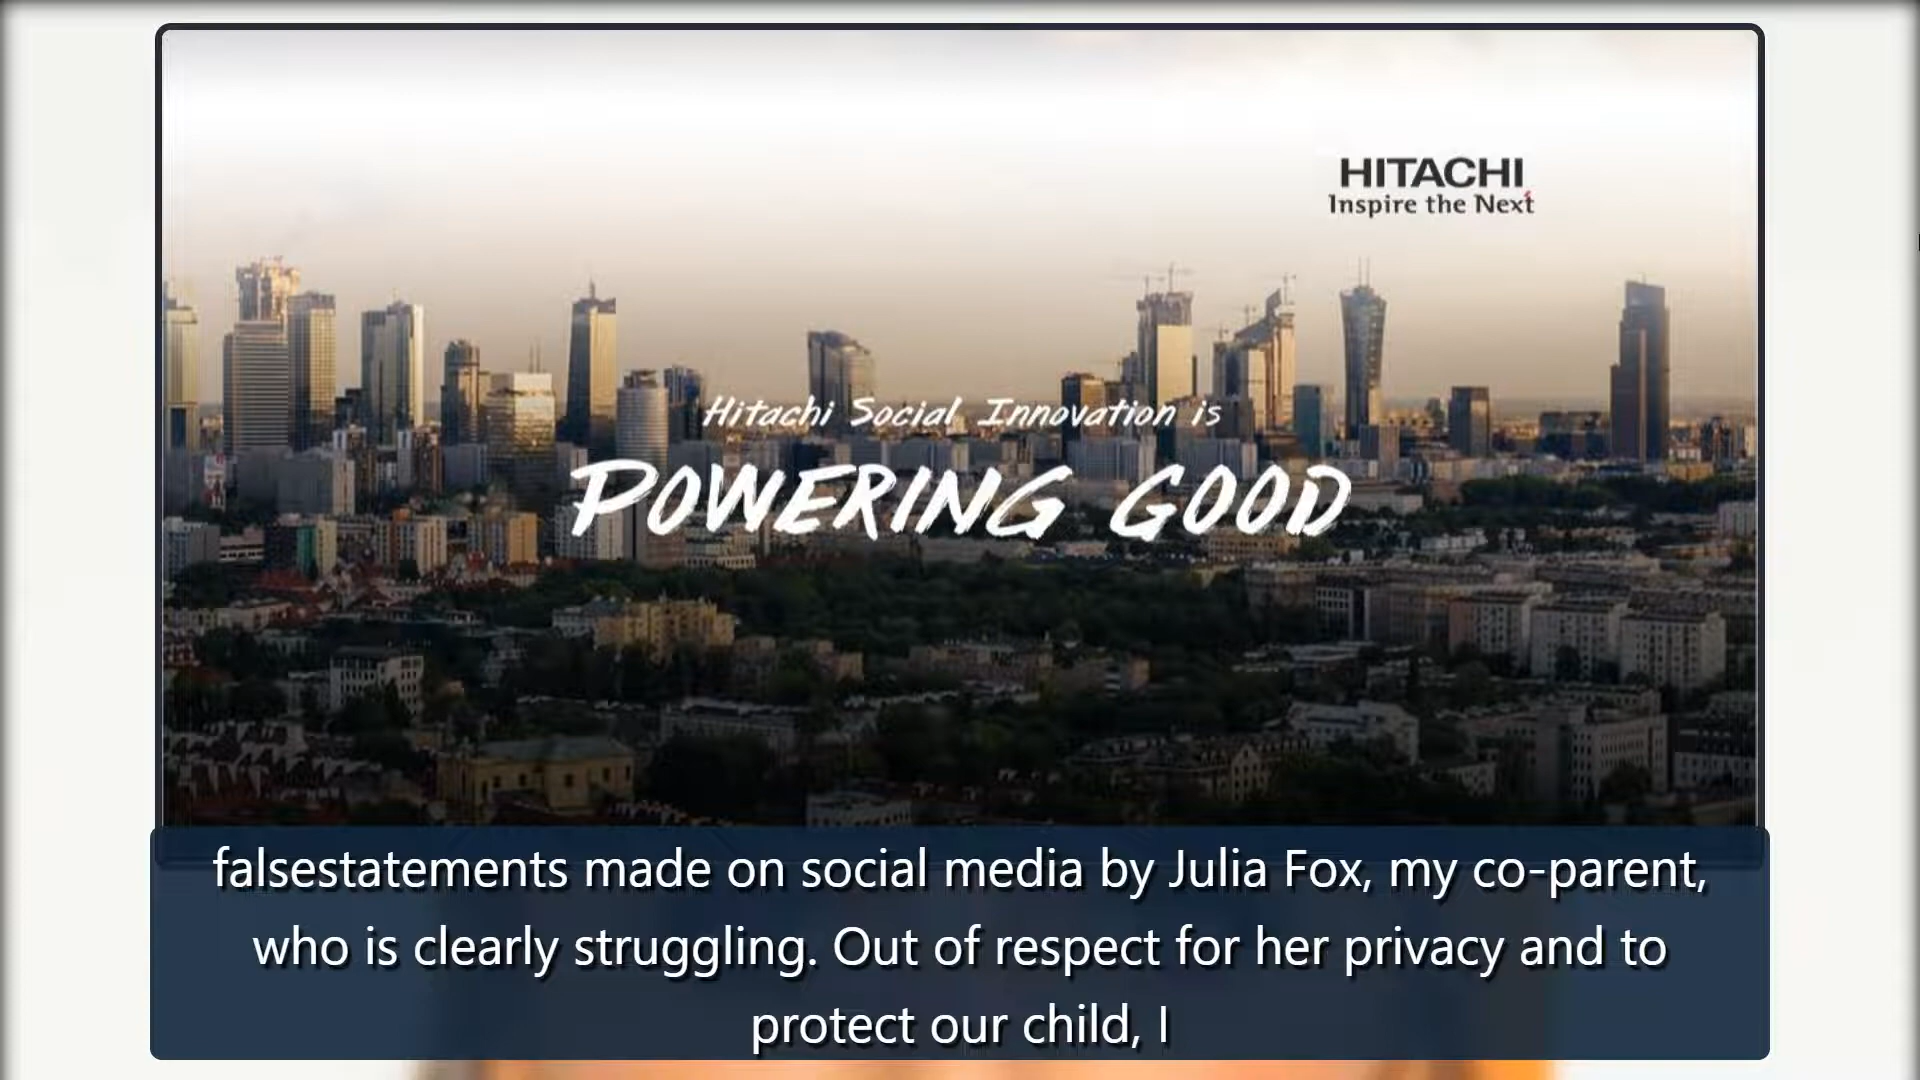 HITACHI
Inspire the Next
Hitachi Social Innovation is
POWERING GOOD
falsestatements made on social media by Julia Fox, my co-parent,
who is clearly struggling. Out of respect for her privacy and to
protect our child, I